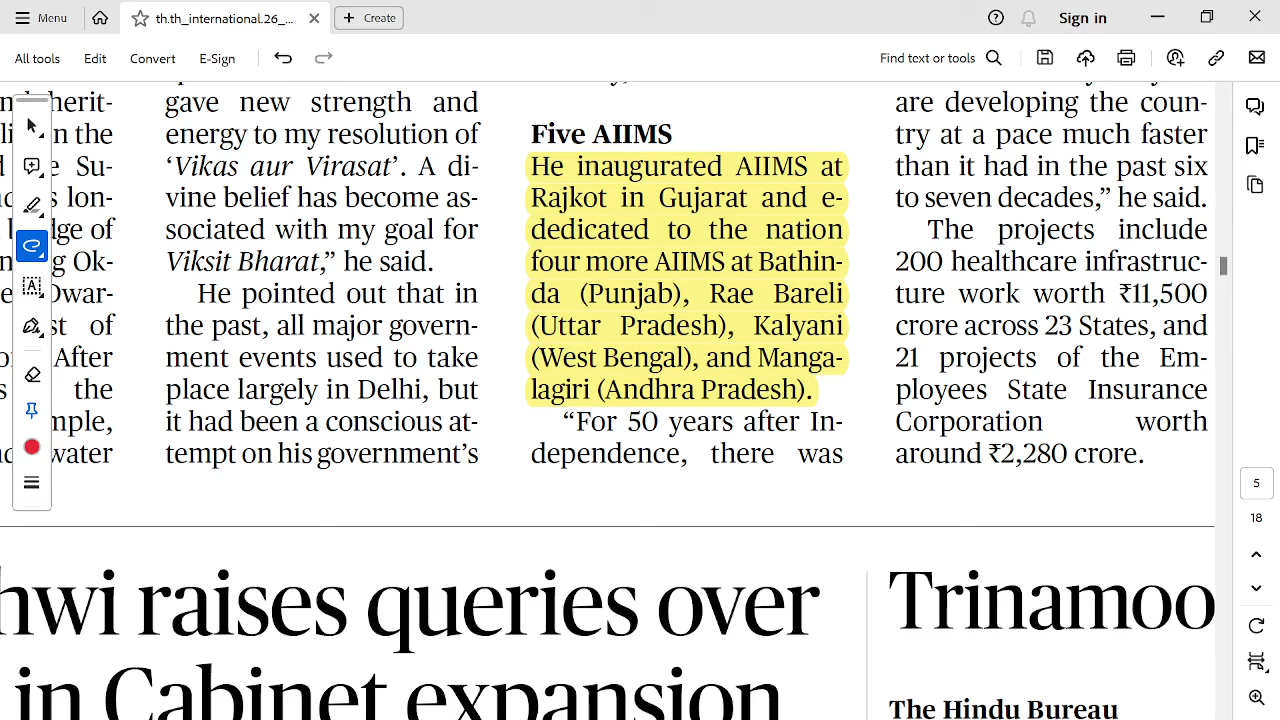 Menu
th.th_international.26_...
Create
Sign in
All tools
Edit
Convert
E-Sign
Find text or tools
gave new strength and
energy to my resolution of
‘Vikas aur Virasat’. A di-
vine belief has become as-
sociated with my goal for
Viksit Bharat,” he said.
He pointed out that in
the past, all major govern-
ment events used to take
place largely in Delhi, but
it had been a conscious at-
tempt on his government’s
Five AIIMS
He inaugurated AIIMS at
Rajkot in Gujarat and e-
dedicated to the nation
four more AIIMS at Bathin-
da (Punjab), Rae Bareli
(Uttar Pradesh), Kalyani
(West Bengal), and Manga-
lagiri (Andhra Pradesh).
“For 50 years after In-
dependence, there was
are developing the coun-
try at a pace much faster
than it had in the past six
to seven decades,” he said.
The projects include
200 healthcare infrastruc-
ture work worth ₹11,500
crore across 23 States, and
21 projects of the Em-
ployees State Insurance
Corporation worth
around ₹2,280 crore.
5
18
hwi raises queries over
in Cabinet expansion
Trinamoo
The Hindu Bureau